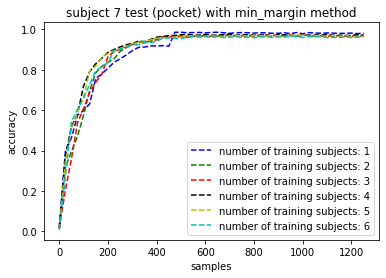 subject 7 test (pocket) with min_margin method
1.0
0.8
0.6
0.4
0.2
0.0
accuracy
number of training subjects: 1
number of training subjects: 2
number of training subjects: 3
number of training subjects: 4
number of training subjects: 5
number of training subjects: 6
0 200 400 600 800 1000 1200
samples